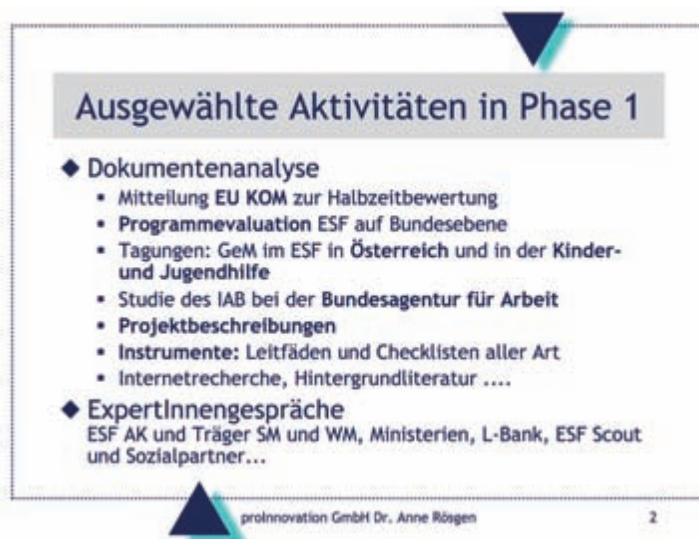 Ausgewählte Aktivitäten in Phase 1
◆ Dokumentenanalyse
▪ Mitteilung EU KOM zur Halbzeitbewertung
▪ Programmevaluation ESF auf Bundesebene
▪ Tagungen: GeM im ESF in Österreich und in der Kinder-
und Jugendhilfe
▪ Studie des IAB bei der Bundesagentur für Arbeit
▪ Projektbeschreibungen
▪ Instrumente: Leitfäden und Checklisten aller Art
▪ Internetrecherche, Hintergrundliteratur ....
◆ ExpertInnengespräche
ESF AK und Träger SM und WM, Ministerien, L-Bank, ESF Scout
und Sozialpartner...
proInnovation GmbH Dr. Anne Rösgen 2